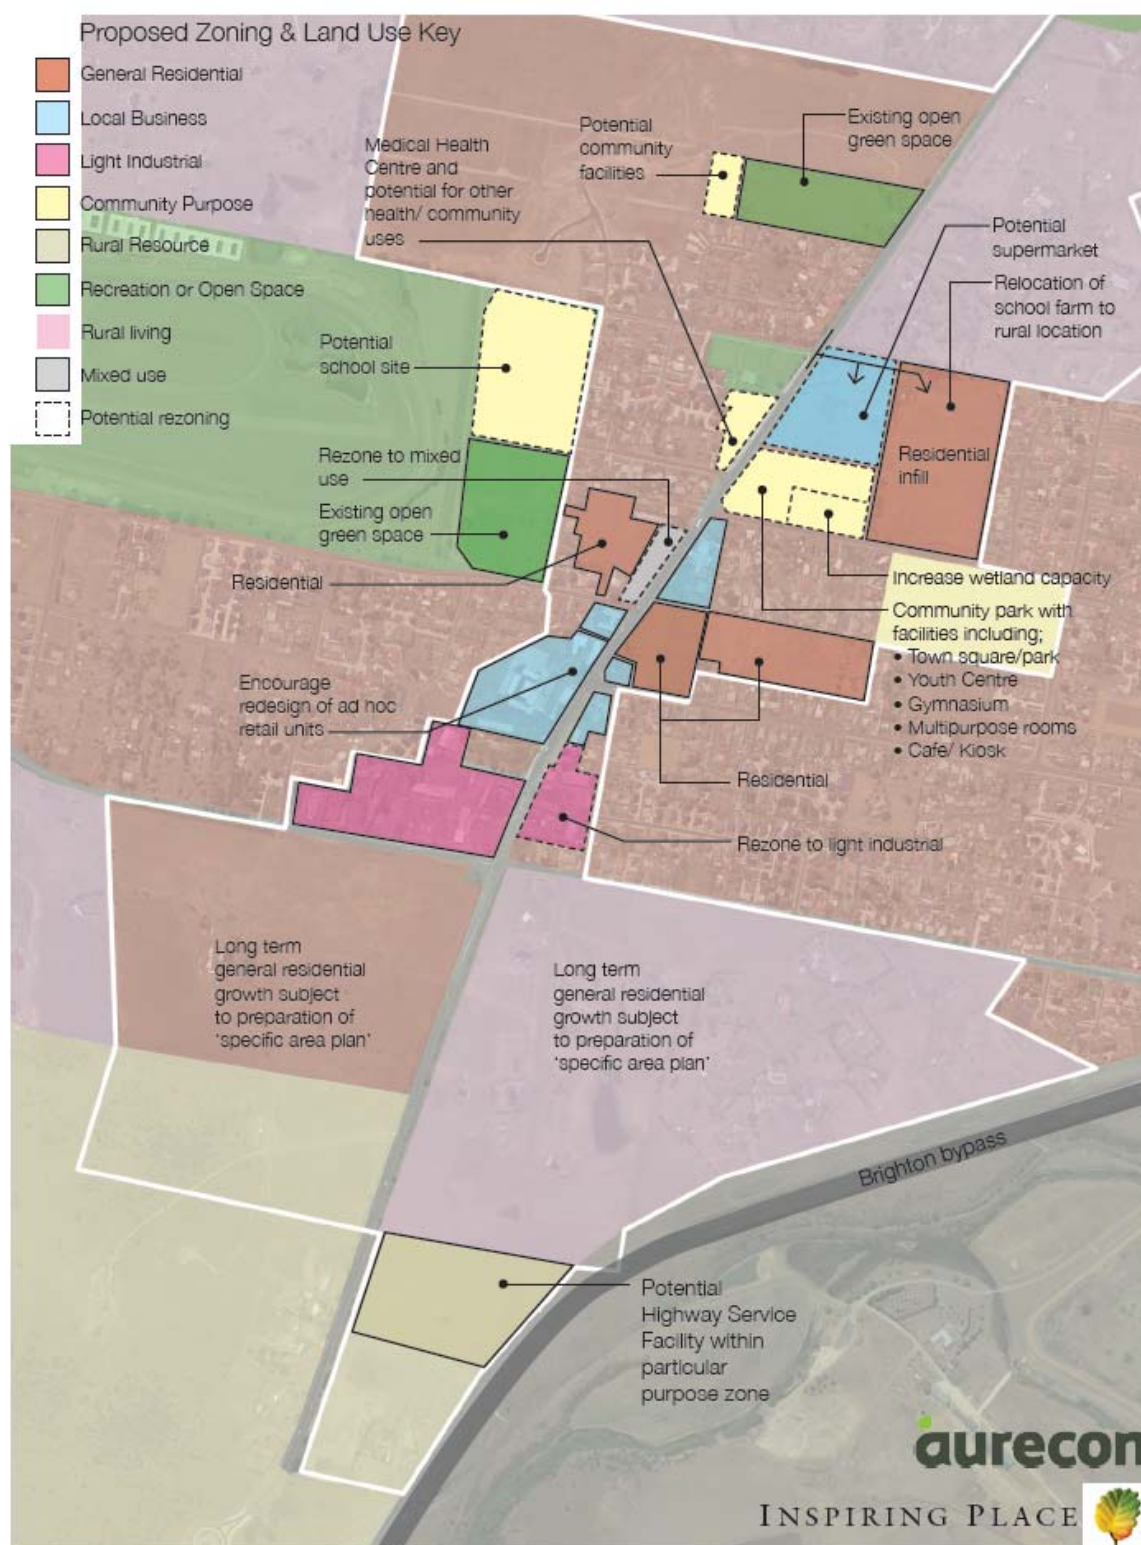 Proposed Zoning & Land Use Key
General Residential
Local Business
Light Industrial
Community Purpose
Rural Resource
Recreation or Open Space
Rural living
Mixed use
Potential rezoning
Medical Health
Centre and
potential for other
health/ community
uses
Potential
community
facilities
Existing open
green space
Potential
supermarket
Relocation of
school farm to
rural location
Potential
school site
Residential
infill
Rezone to mixed
use
Existing open
green space
Residential
Increase wetland capacity
Community park with
facilities including;
• Town square/park
• Youth Centre
• Gymnasium
• Multipurpose rooms
• Cafe/ Kiosk
Encourage
redesign of ad hoc
retail units
Residential
Rezone to light industrial
Long term
general residential
growth subject
to preparation of
‘specific area plan’
Long term
general residential
growth subject
to preparation of
‘specific area plan’
Brighton bypass
Potential
Highway Service
Facility within
particular
purpose zone
aurecon
INSPIRING PLACE